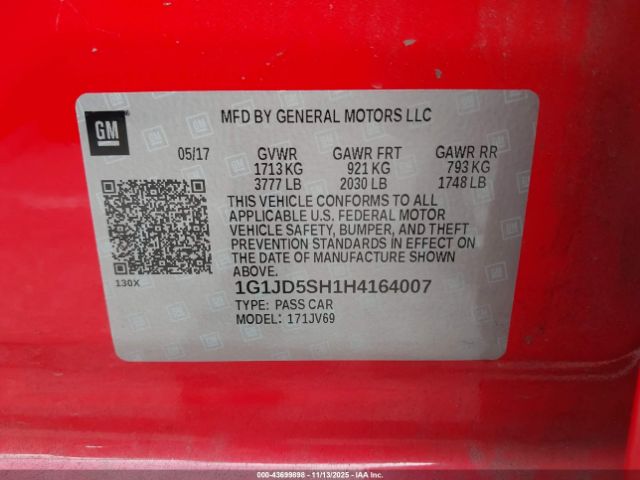 GM
MFD BY GENERAL MOTORS LLC
05/17 GVWR GAWR FRT GAWR RR
1713 KG 921 KG 793 KG
3777 LB 2030 LB 1748 LB
THIS VEHICLE CONFORMS TO ALL
APPLICABLE U.S. FEDERAL MOTOR
VEHICLE SAFETY, BUMPER, AND THEFT
PREVENTION STANDARDS IN EFFECT ON
THE DATE OF MANUFACTURE SHOWN
ABOVE.
130X
1G1JD5SH1H4164007
TYPE: PASS CAR
MODEL: 171JV69
000-43699898 - 11/13/2025 - IAAI.COM